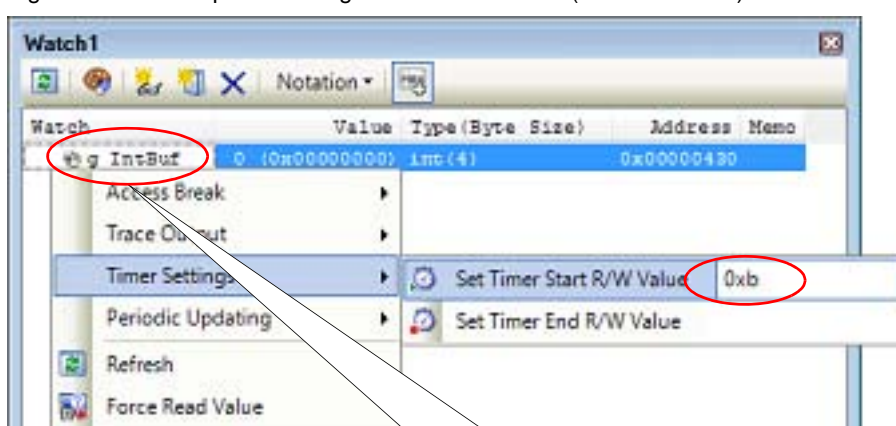 Watch1
Notation
Watch Value Type(Byte Size) Address Memo
g IntBuf 0 (0x00000000) int(4) 0x00000430
Access Break
Trace Output
Timer Settings Set Timer Start R/W Value 0xb
Periodic Updating Set Timer End R/W Value
Refresh
Force Read Value